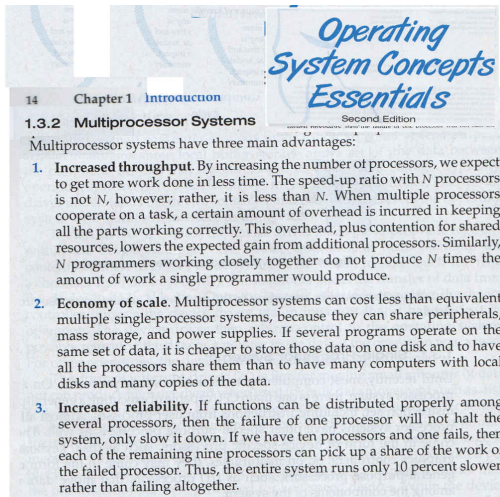 Operating
System Concepts
Essentials
Second Edition
14 Chapter 1 Introduction
1.3.2 Multiprocessor Systems
Multiprocessor systems have three main advantages:
1. Increased throughput. By increasing the number of processors, we expect
to get more work done in less time. The speed-up ratio with N processors
is not N, however; rather, it is less than N. When multiple processors
cooperate on a task, a certain amount of overhead is incurred in keeping
all the parts working correctly. This overhead, plus contention for shared
resources, lowers the expected gain from additional processors. Similarly,
N programmers working closely together do not produce N times the
amount of work a single programmer would produce.
2. Economy of scale. Multiprocessor systems can cost less than equivalent
multiple single-processor systems, because they can share peripherals,
mass storage, and power supplies. If several programs operate on the
same set of data, it is cheaper to store those data on one disk and to have
all the processors share them than to have many computers with local
disks and many copies of the data.
3. Increased reliability. If functions can be distributed properly among
several processors, then the failure of one processor will not halt the
system, only slow it down. If we have ten processors and one fails, then
each of the remaining nine processors can pick up a share of the work of
the failed processor. Thus, the entire system runs only 10 percent slower,
rather than failing altogether.